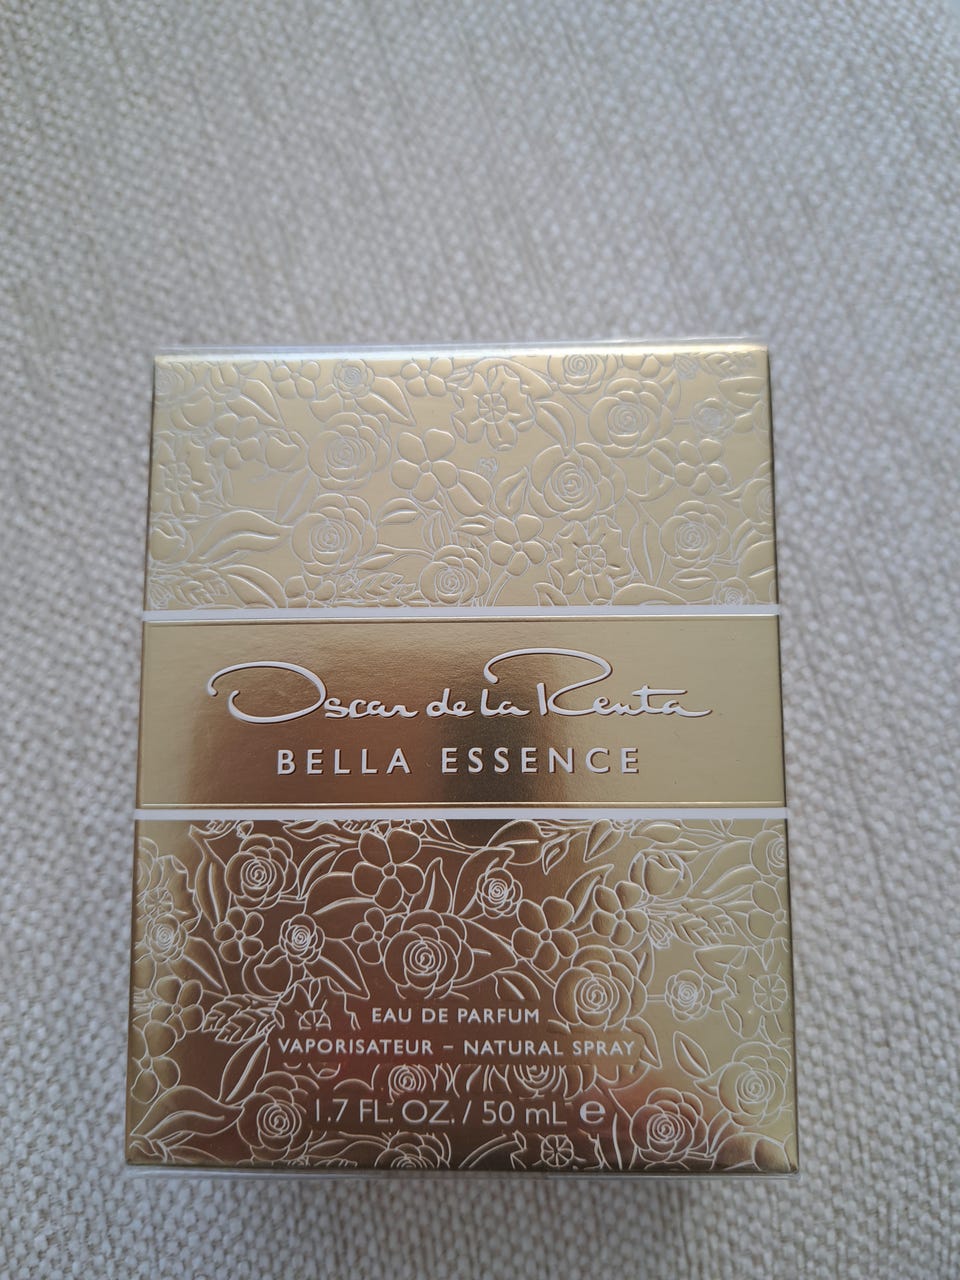 Oscar de la Renta
BELLA ESSENCE
EAU DE PARFUM
VAPORISATEUR – NATURAL SPRAY
1.7 FL. OZ. / 50 mL ℮